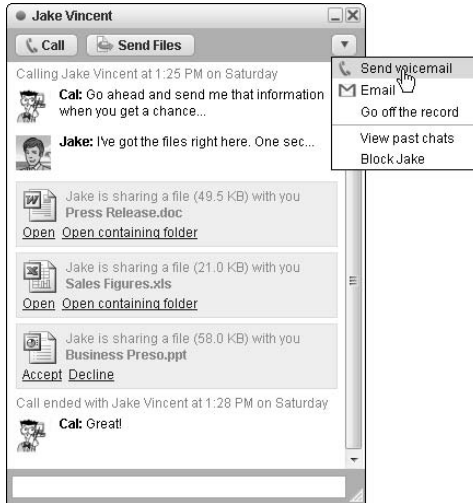 Jake Vincent
Call
Send Files
Calling Jake Vincent at 1:25 PM on Saturday
Cal: Go ahead and send me that information
when you get a chance...
Jake: I've got the files right here. One sec...
Jake is sharing a file (49.5 KB) with you
Press Release.doc
Open Open containing folder
Jake is sharing a file (21.0 KB) with you
Sales Figures.xls
Open Open containing folder
Jake is sharing a file (58.0 KB) with you
Business Preso.ppt
Accept Decline
Call ended with Jake Vincent at 1:28 PM on Saturday
Cal: Great!
Send voicemail
Email
Go off the record
View past chats
Block Jake